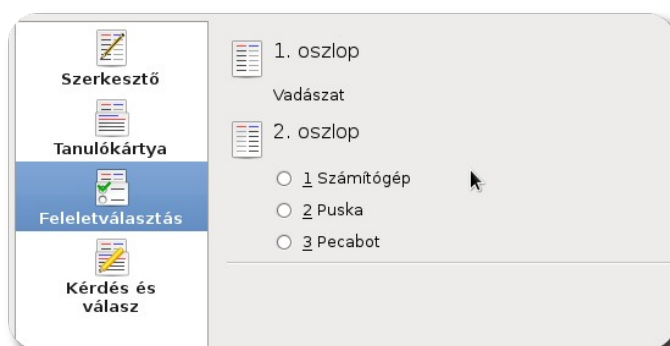 Szerkesztő
Tanulókártya
Feleletválasztás
Kérdés és
válasz
1. oszlop
Vadászat
2. oszlop
1 Számítógép
2 Puska
3 Pecabot